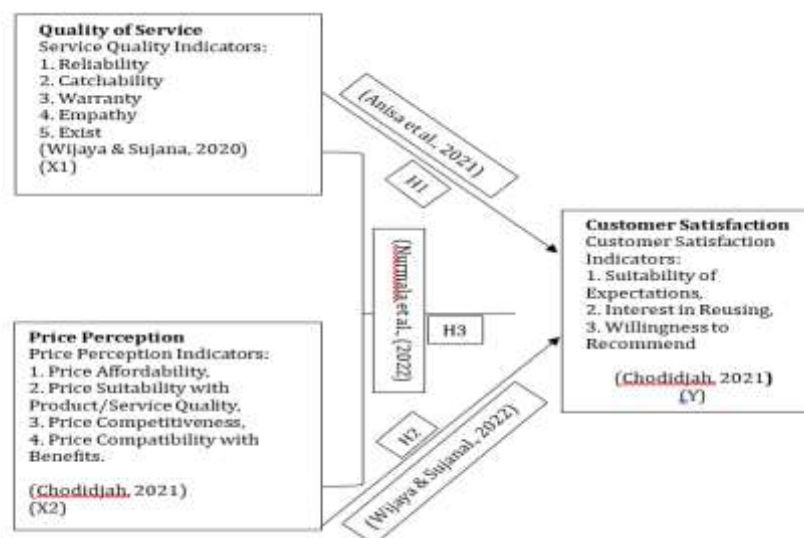 Quality of Service
Service Quality Indicators:
1. Reliability
2. Catchability
3. Warranty
4. Empathy
5. Exist
(Wijaya & Sujana, 2020)
(X1)
(Anisa et al., 2021)
H1
(Nurmala et al., (2022)
H3
Customer Satisfaction
Customer Satisfaction
Indicators:
1. Suitability of
Expectations,
2. Interest in Reusing,
3. Willingness to
Recommend
(Chodidjah, 2021)
(Y)
Price Perception
Price Perception Indicators:
1. Price Affordability,
2. Price Suitability with
Product/Service Quality,
3. Price Competitiveness,
4. Price Compatibility with
Benefits.
(Chodidjah, 2021)
(X2)
H2
(Wijaya & Sujanal, 2022)